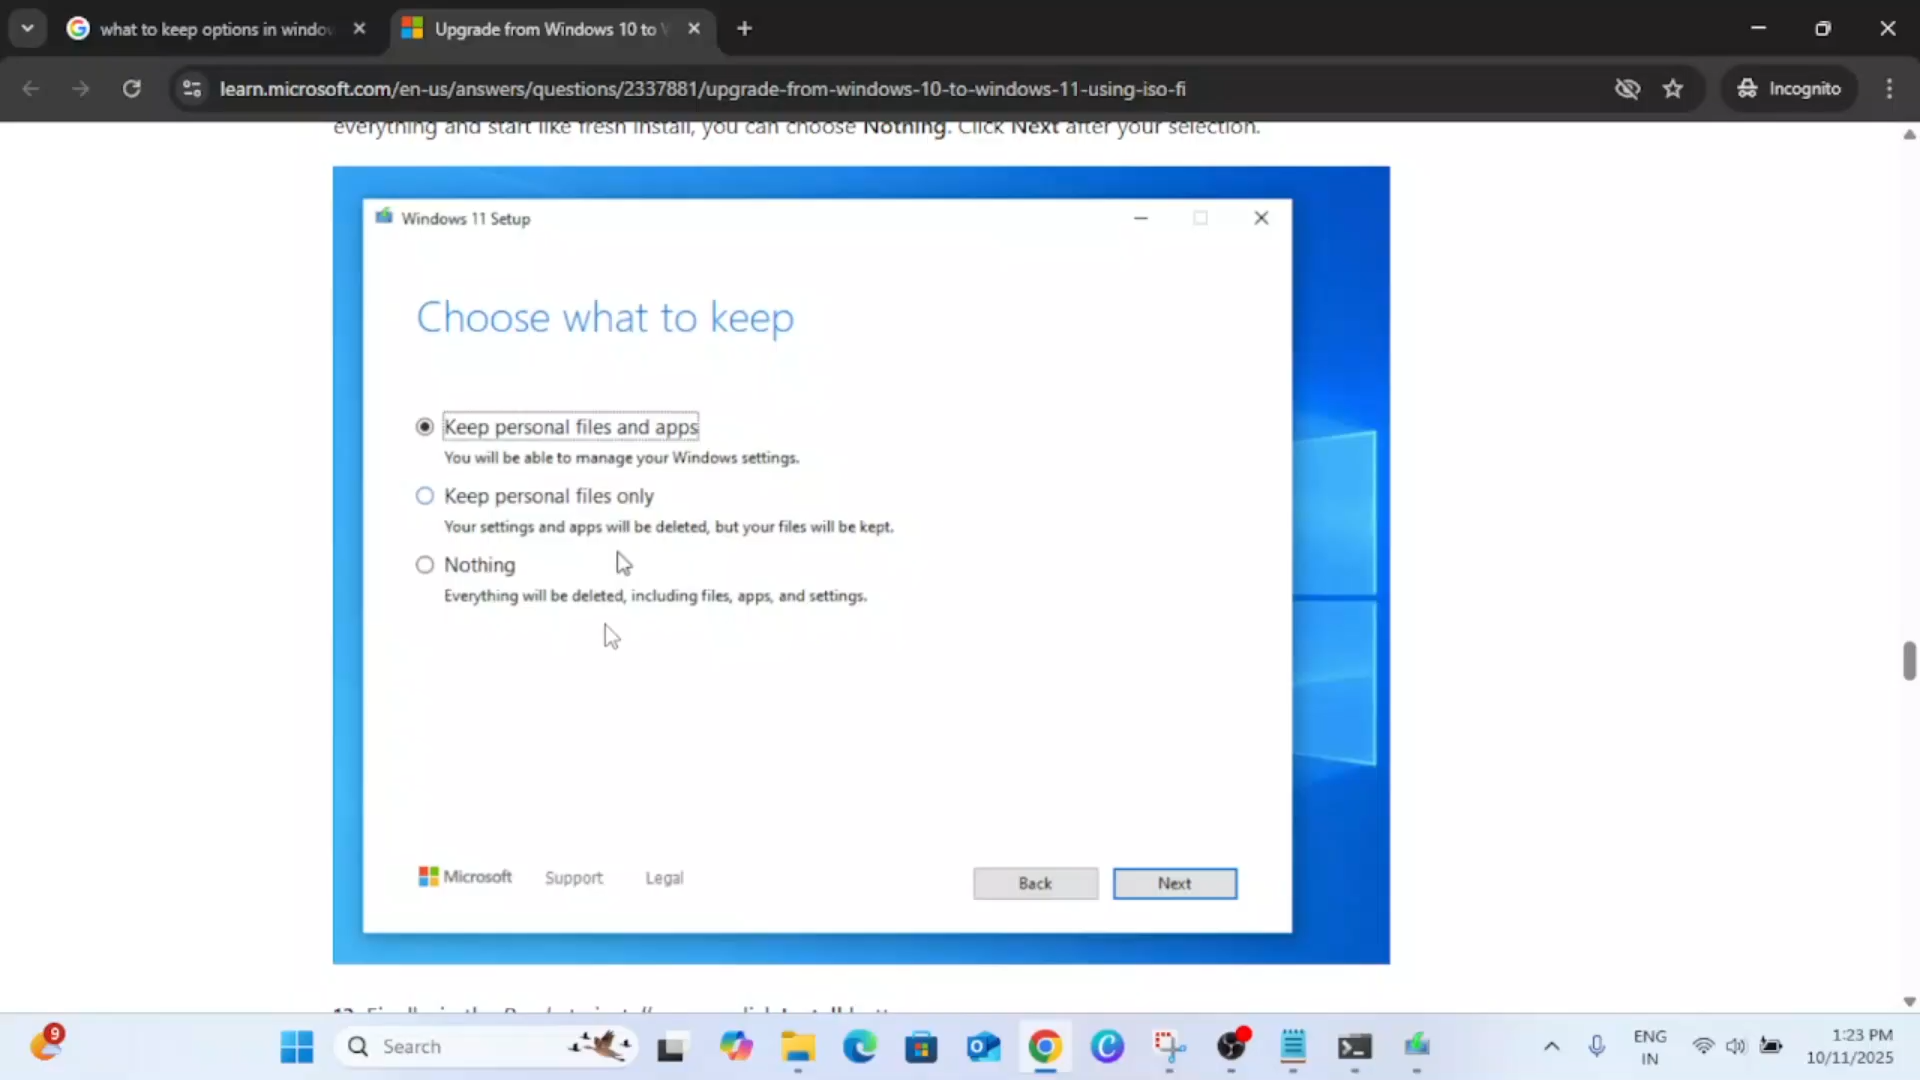 what to keep options in windo
Upgrade from Windows 10 to
learn.microsoft.com/en-us/answers/questions/2337881/upgrade-from-windows-10-to-windows-11-using-iso-fi
Incognito
everything and start like fresh install, you can choose Nothing. Click Next after your selection.
Windows 11 Setup
Choose what to keep
Keep personal files and apps
You will be able to manage your Windows settings.
Keep personal files only
Your settings and apps will be deleted, but your files will be kept.
Nothing
Everything will be deleted, including files, apps, and settings.
Microsoft
Support
Legal
Back
Next
9
Search
ENG
IN
1:23 PM
10/11/2025